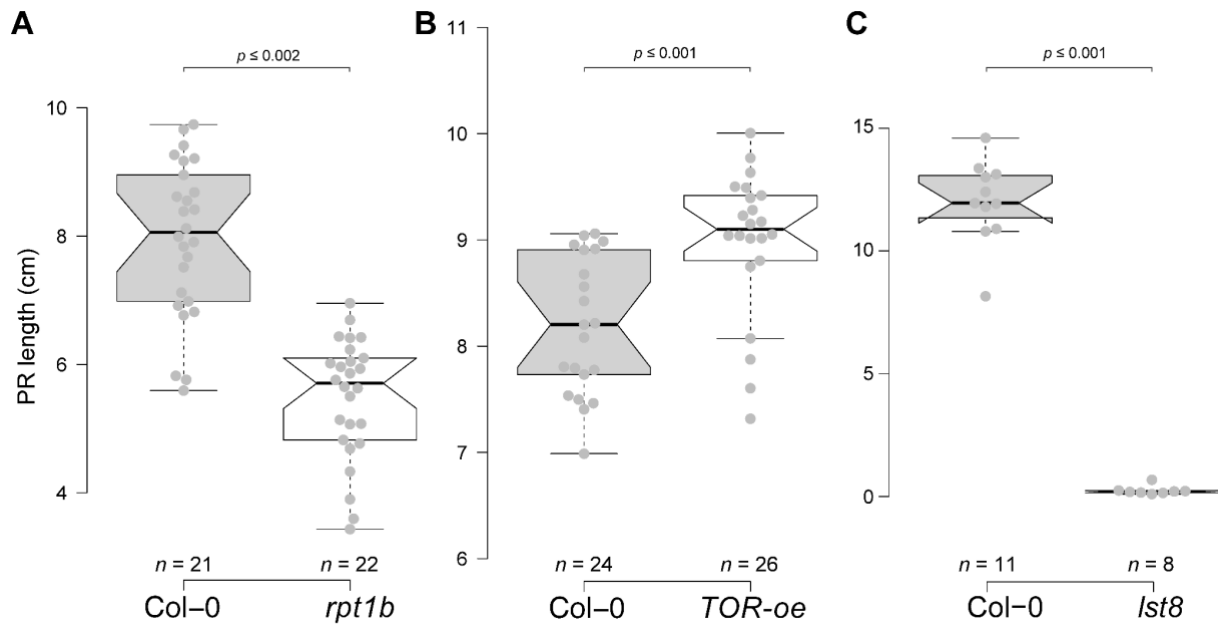 A
B
C
p ≤ 0.002
p ≤ 0.001
p ≤ 0.001
PR length (cm)
10
8
6
4
n = 21
n = 22
Col–0
rpt1b
11
10
9
8
7
6
n = 24
n = 26
Col–0
TOR-oe
15
10
5
0
n = 11
n = 8
Col–0
lst8